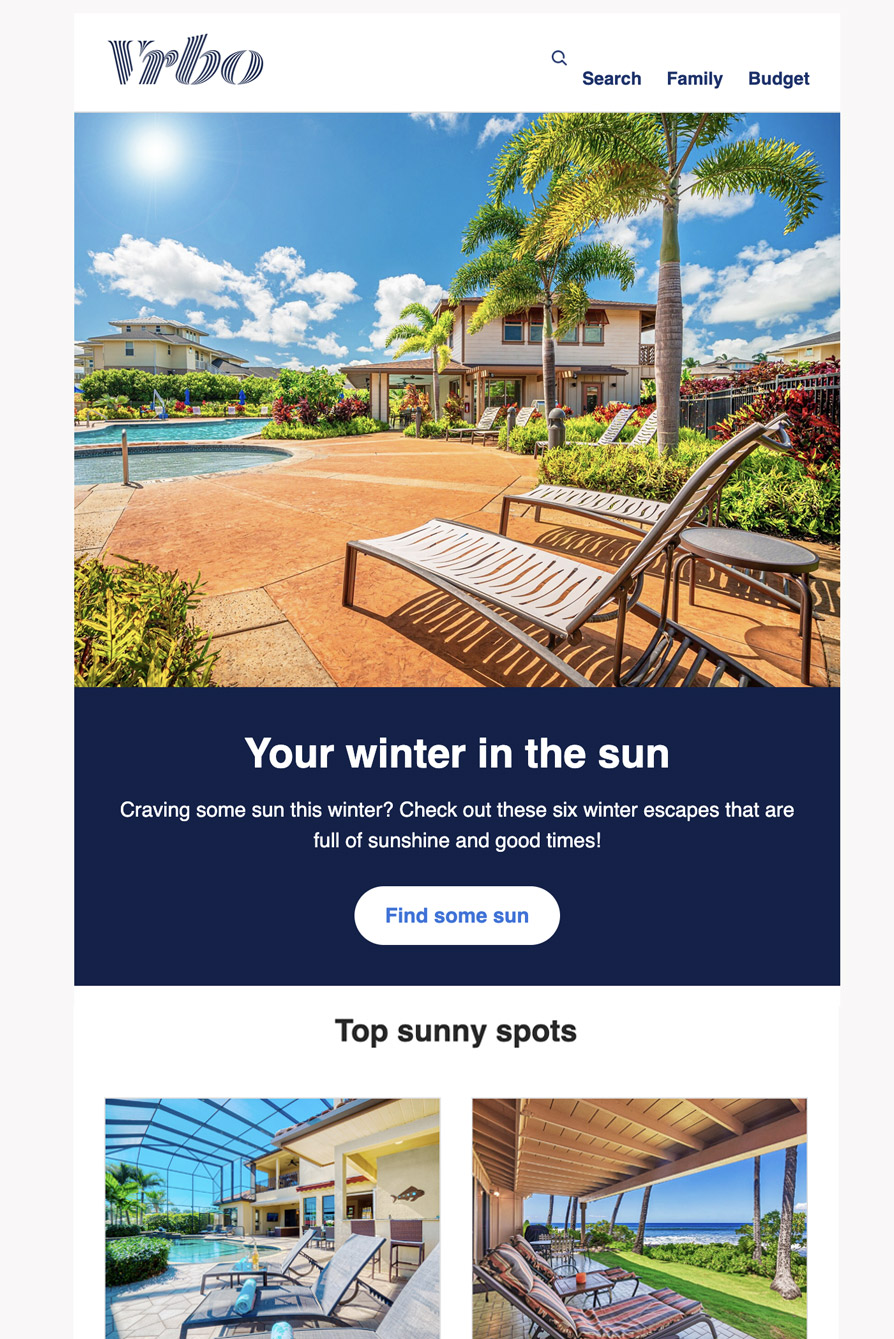 Vrbo
Search Family Budget
Your winter in the sun
Craving some sun this winter? Check out these six winter escapes that are
full of sunshine and good times!
Find some sun
Top sunny spots